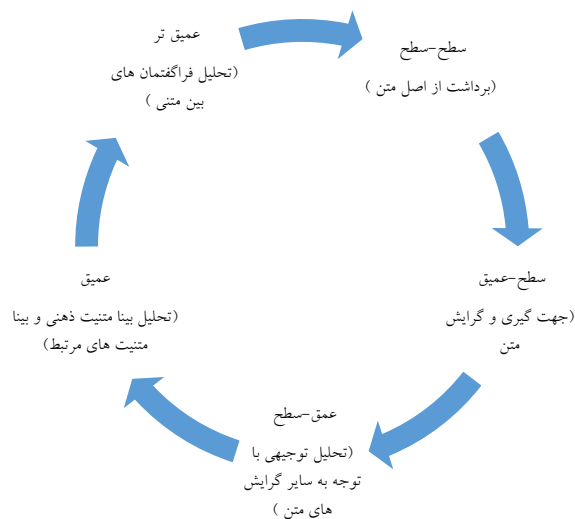 سطح-سطح
(برداشت از اصل متن )
سطح-عمیق
(جهت گیری و گرایش
متن
عمق-سطح
(تحلیل توجیهی با
توجه به سایر گرایش
های متن )
عمیق
(تحلیل بینا متنیت ذهنی و بینا
متنیت های مرتبط)
عمیق تر
(تحلیل فراگفتمان های
بین متنی )